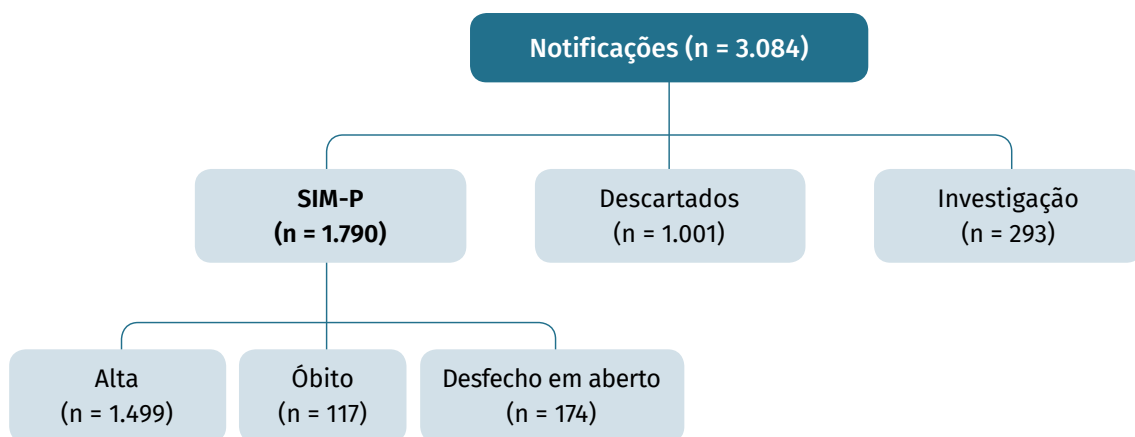 Notificações (n = 3.084)
SIM-P
(n = 1.790)
Descartados
(n = 1.001)
Investigação
(n = 293)
Alta
(n = 1.499)
Óbito
(n = 117)
Desfecho em aberto
(n = 174)